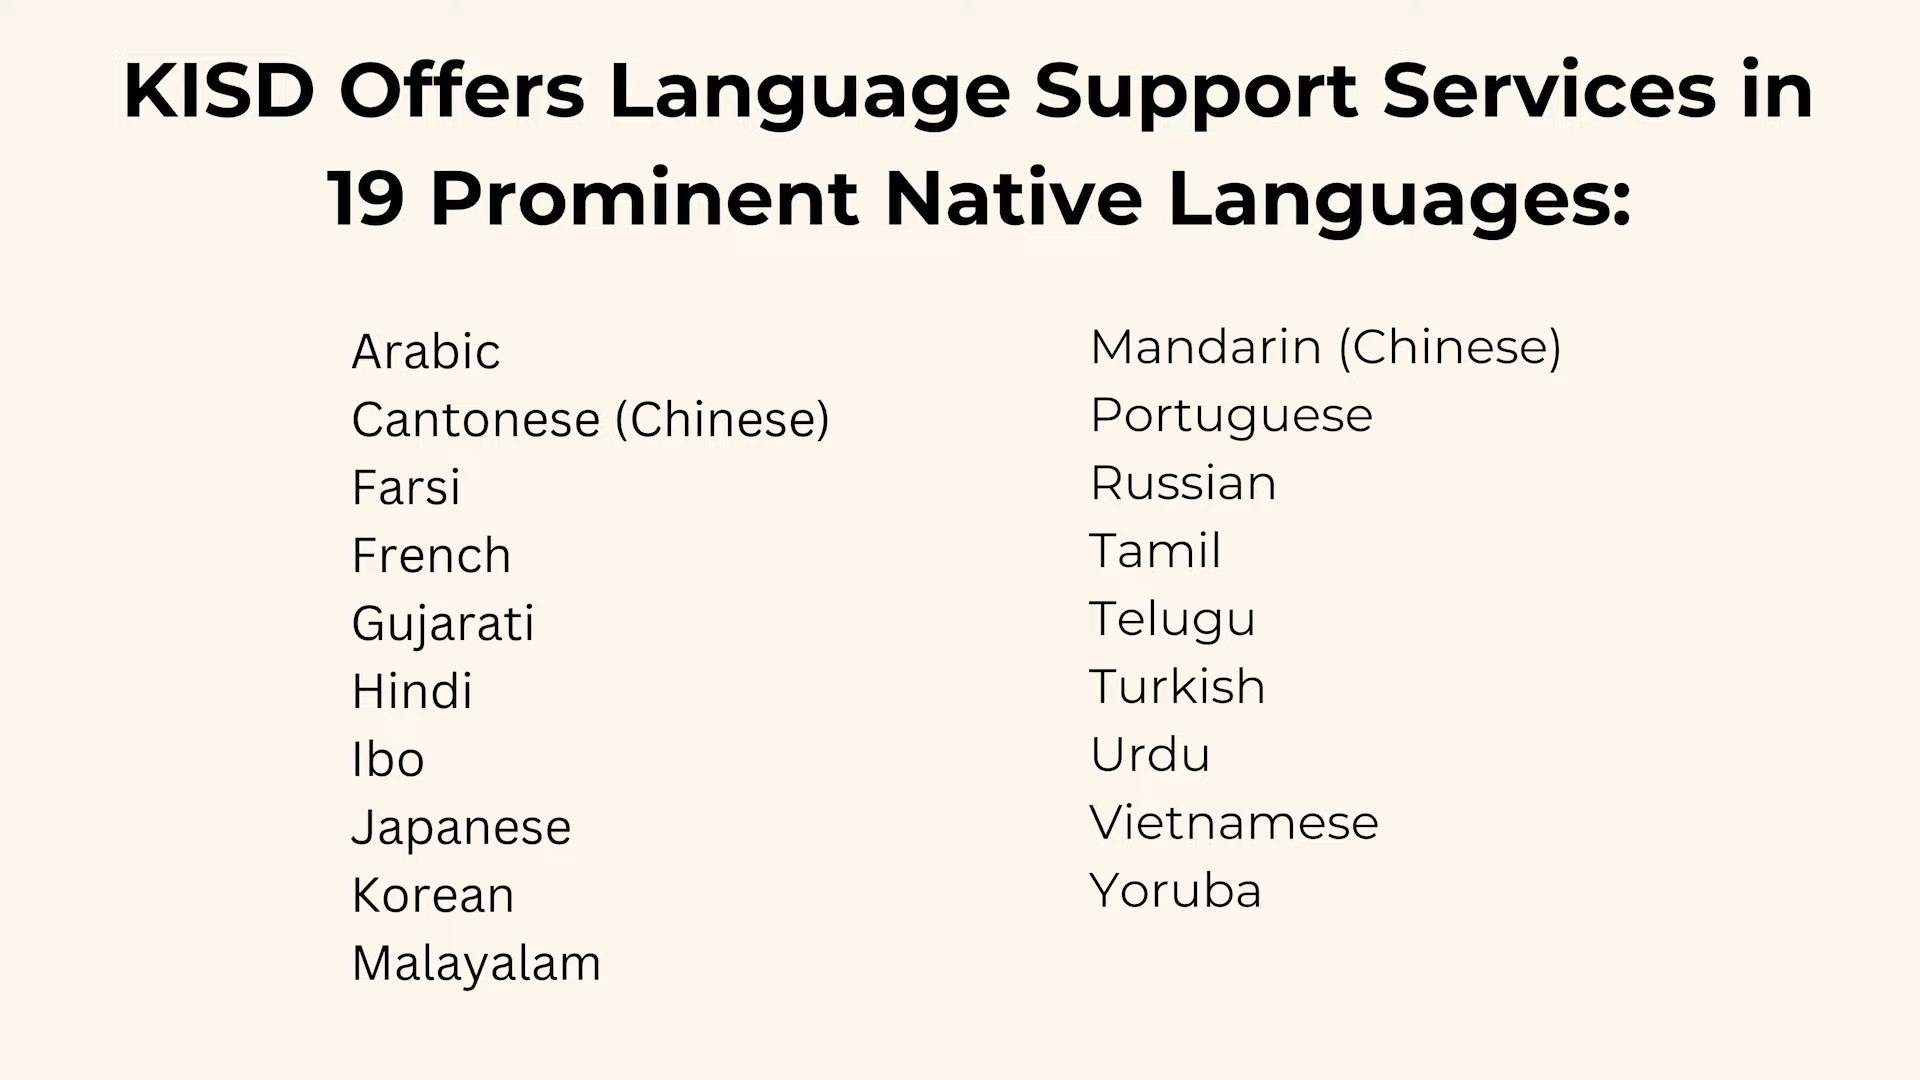 KISD Offers Language Support Services in
19 Prominent Native Languages:
Arabic
Cantonese (Chinese)
Farsi
French
Gujarati
Hindi
Ibo
Japanese
Korean
Malayalam
Mandarin (Chinese)
Portuguese
Russian
Tamil
Telugu
Turkish
Urdu
Vietnamese
Yoruba